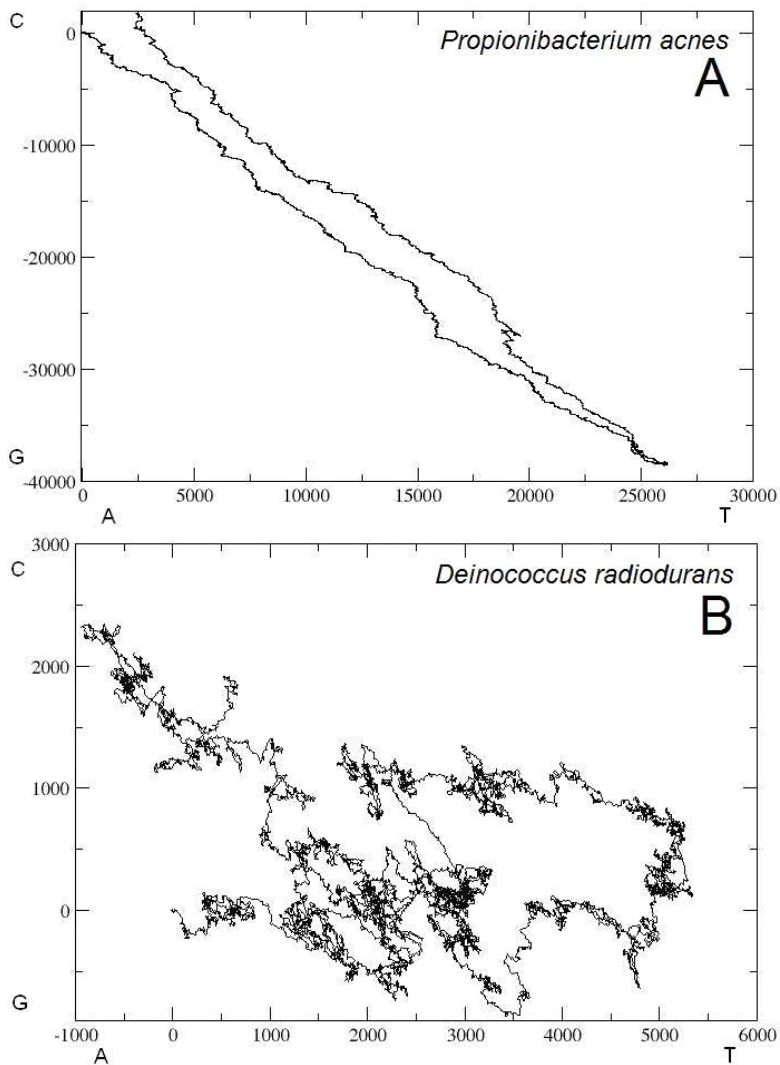 C
Propionibacterium acnes
A
0
-10000
-20000
-30000
G
-40000
0 5000 10000 15000 20000 25000 30000
A T
3000
C
Deinococcus radiodurans
B
2000
1000
0
G
-1000 0 1000 2000 3000 4000 5000 6000
A T